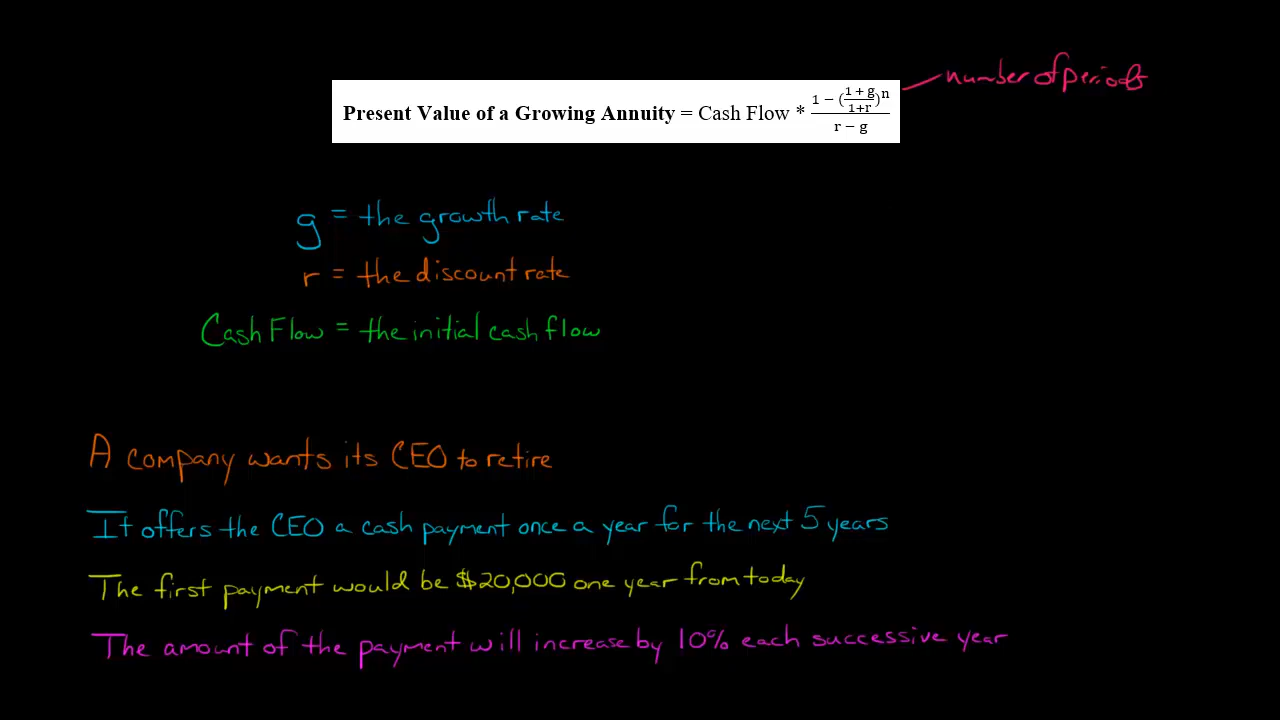 number of periods
Present Value of a Growing Annuity = Cash Flow * 1 − (1 + g / 1+r)^n / r − g
g = the growth rate
r = the discount rate
Cash Flow = the initial cash flow
A company wants its CEO to retire
It offers the CEO a cash payment once a year for the next 5 years
The first payment would be $20,000 one year from today
The amount of the payment will increase by 10% each successive year